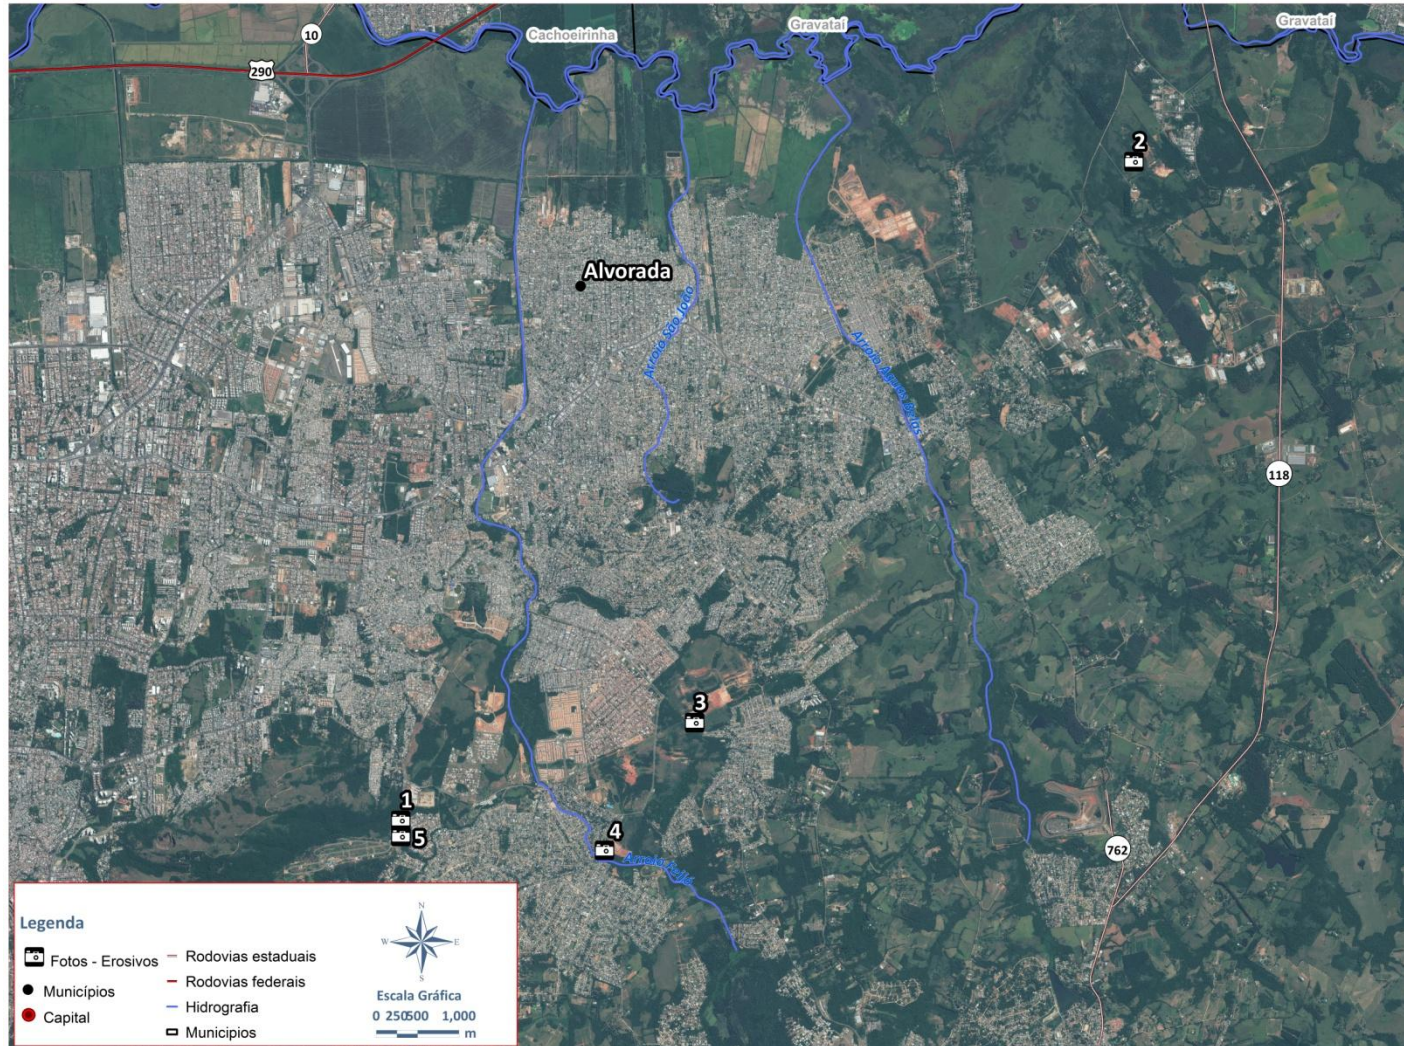 Cachoeirinha
Gravataí
Gravataí
10
290
2
Alvorada
Arroio São João
Arroio Águas Belas
118
3
1
5
4
762
Legenda
Fotos - Erosivos
Municípios
Capital
Rodovias estaduais
Rodovias federais
Hidrografia
Municipios
N
W
E
S
Escala Gráfica
0 250500 1,000
m